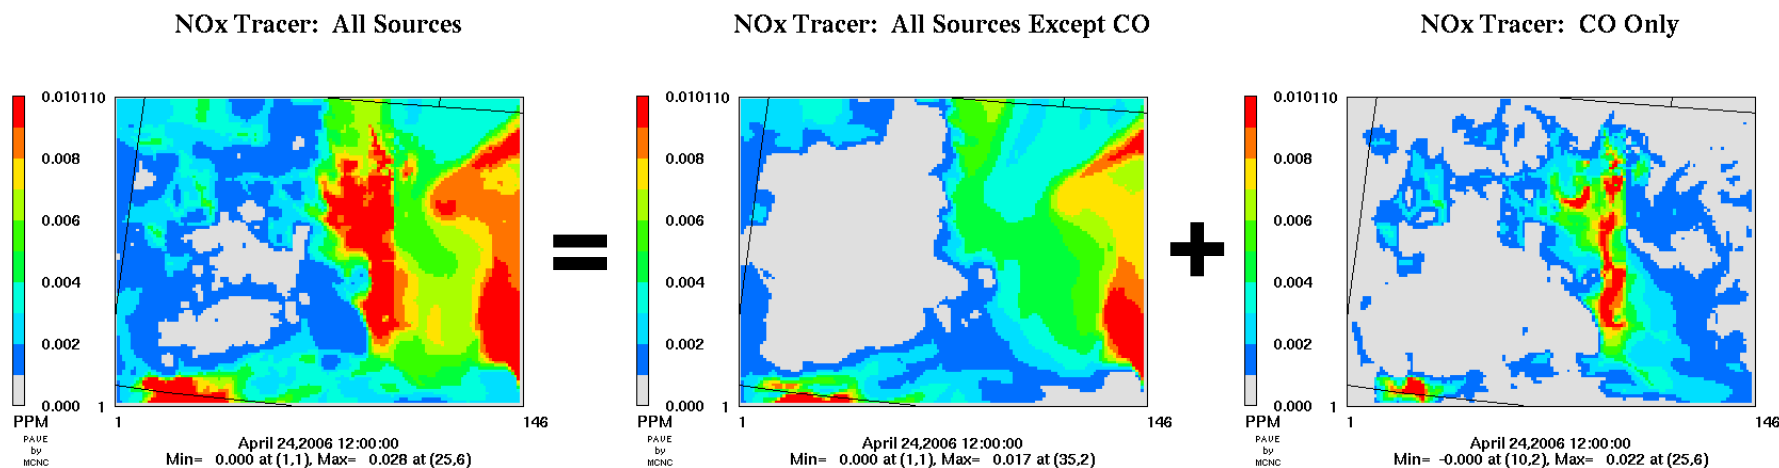 NOx Tracer: All Sources
NOx Tracer: All Sources Except CO
NOx Tracer: CO Only
0.010
110
0.008
0.006
0.004
0.002
0.000
1
PPM
PAVE
by
MCNC
1
146
April 24,2006 12:00:00
Min= 0.000 at (1,1), Max= 0.028 at (25,6)
=
0.010
110
0.008
0.006
0.004
0.002
0.000
1
PPM
PAVE
by
MCNC
1
146
April 24,2006 12:00:00
Min= 0.000 at (1,1), Max= 0.017 at (35,2)
+
0.010
110
0.008
0.006
0.004
0.002
0.000
1
PPM
PAVE
by
MCNC
1
146
April 24,2006 12:00:00
Min= -0.000 at (10,2), Max= 0.022 at (25,6)